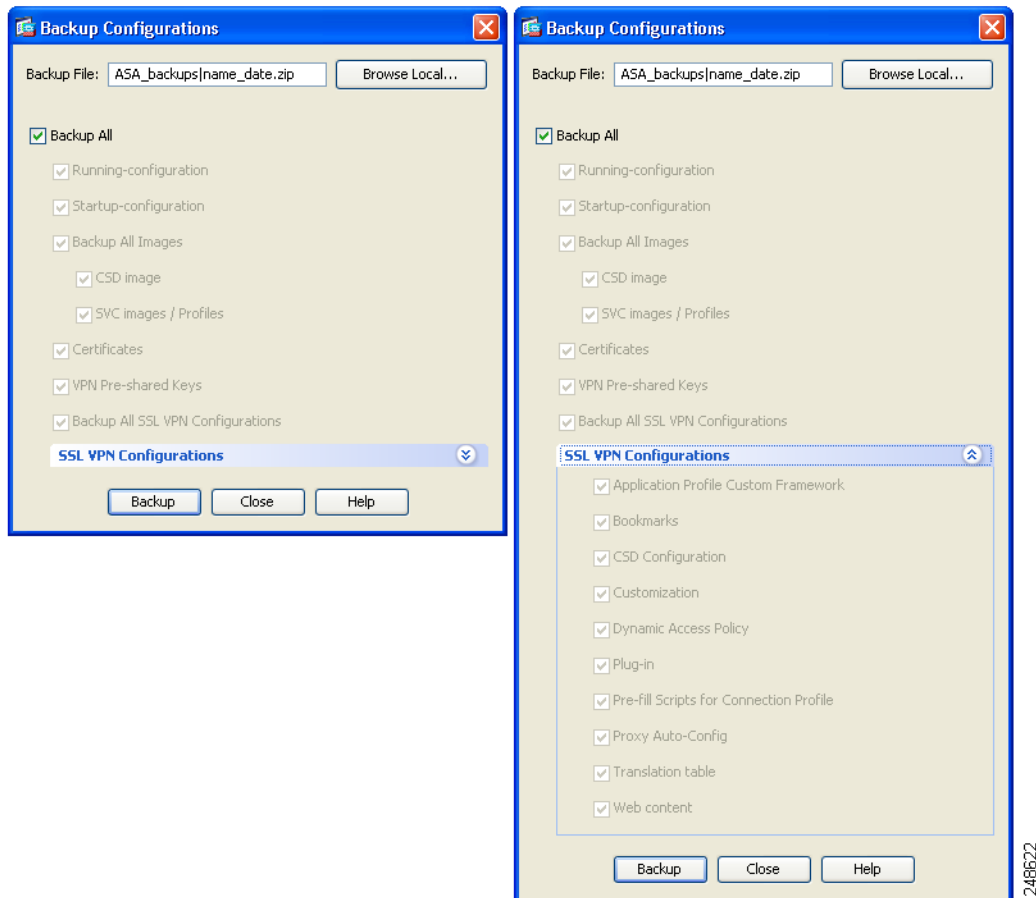 Backup Configurations
Backup File: ASA_backups|name_date.zip Browse Local...
Backup All
Running-configuration
Startup-configuration
Backup All Images
CSD image
SVC images / Profiles
Certificates
VPN Pre-shared Keys
Backup All SSL VPN Configurations
SSL VPN Configurations
Backup Close Help
Backup Configurations
Backup File: ASA_backups|name_date.zip Browse Local...
Backup All
Running-configuration
Startup-configuration
Backup All Images
CSD image
SVC images / Profiles
Certificates
VPN Pre-shared Keys
Backup All SSL VPN Configurations
SSL VPN Configurations
Application Profile Custom Framework
Bookmarks
CSD Configuration
Customization
Dynamic Access Policy
Plug-in
Pre-fill Scripts for Connection Profile
Proxy Auto-Config
Translation table
Web content
Backup Close Help
248622